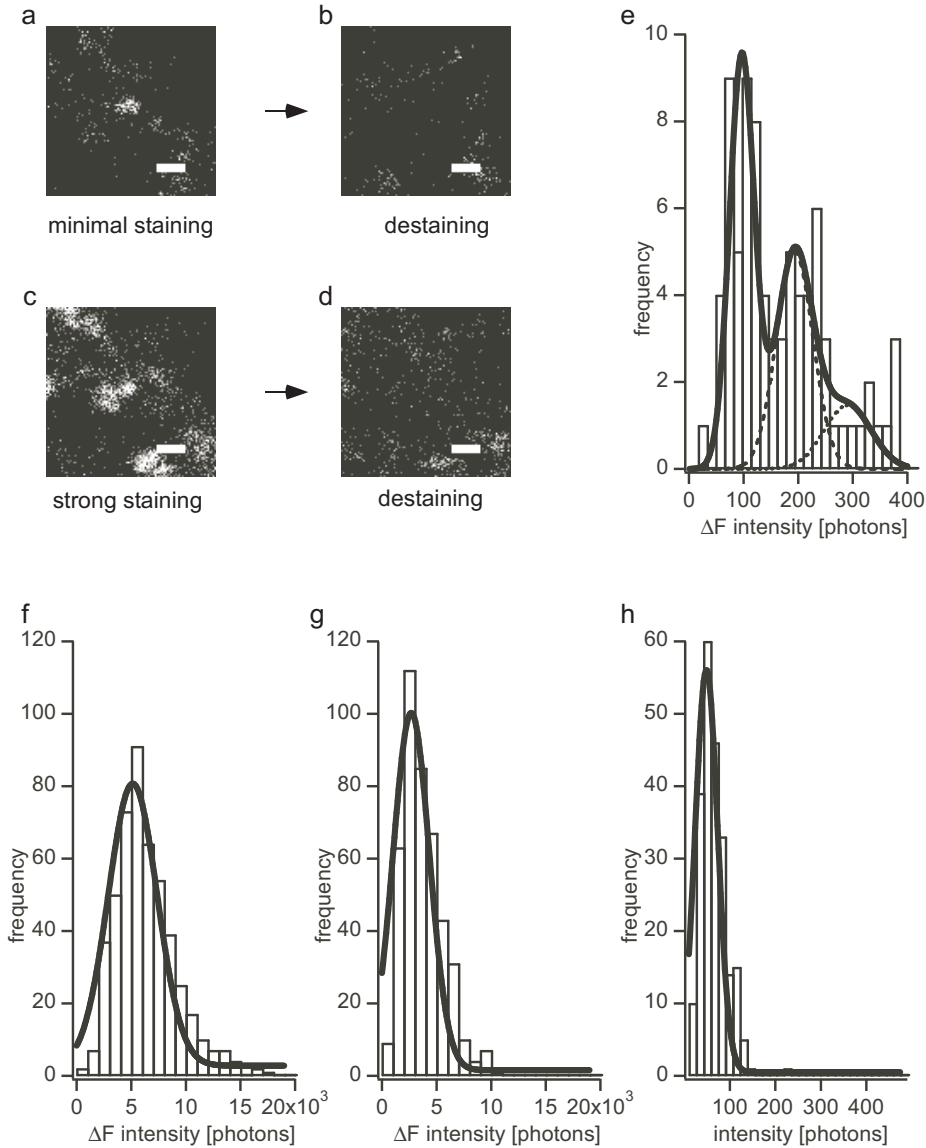 a
b
minimal staining
destaining
c
d
strong staining
destaining
e
10
8
6
4
2
0
frequency
0 100 200 300 400
ΔF intensity [photons]
f
120
100
80
60
40
20
0
frequency
0 5 10 15 20x10³
ΔF intensity [photons]
g
120
100
80
60
40
20
0
frequency
0 5 10 15 20x10³
ΔF intensity [photons]
h
60
50
40
30
20
10
0
frequency
100 200 300 400
intensity [photons]